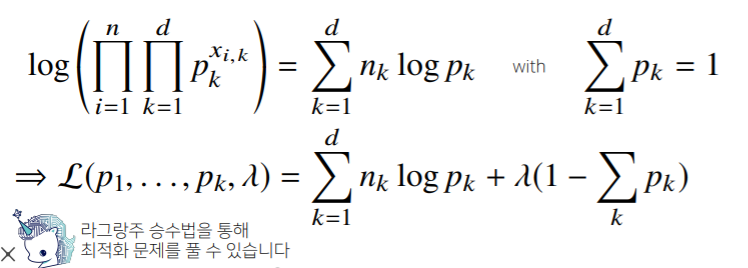 log(∏_{i=1}^{n} ∏_{k=1}^{d} p_k^{x_{i,k}}) = ∑_{k=1}^{d} n_k log p_k with ∑_{k=1}^{d} p_k = 1
⇒ ℒ(p_1, . . . , p_k, λ) = ∑_{k=1}^{d} n_k log p_k + λ(1 − ∑_k p_k)
라그랑주 승수법을 통해
최적화 문제를 풀 수 있습니다